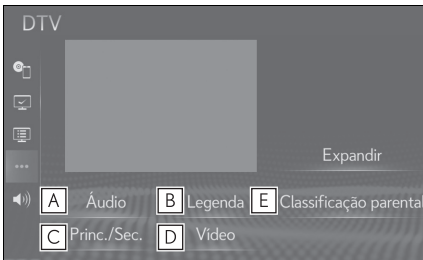 DTV
Expandir
A Áudio B Legenda E Classificação parental
C Princ./Sec. D Vídeo